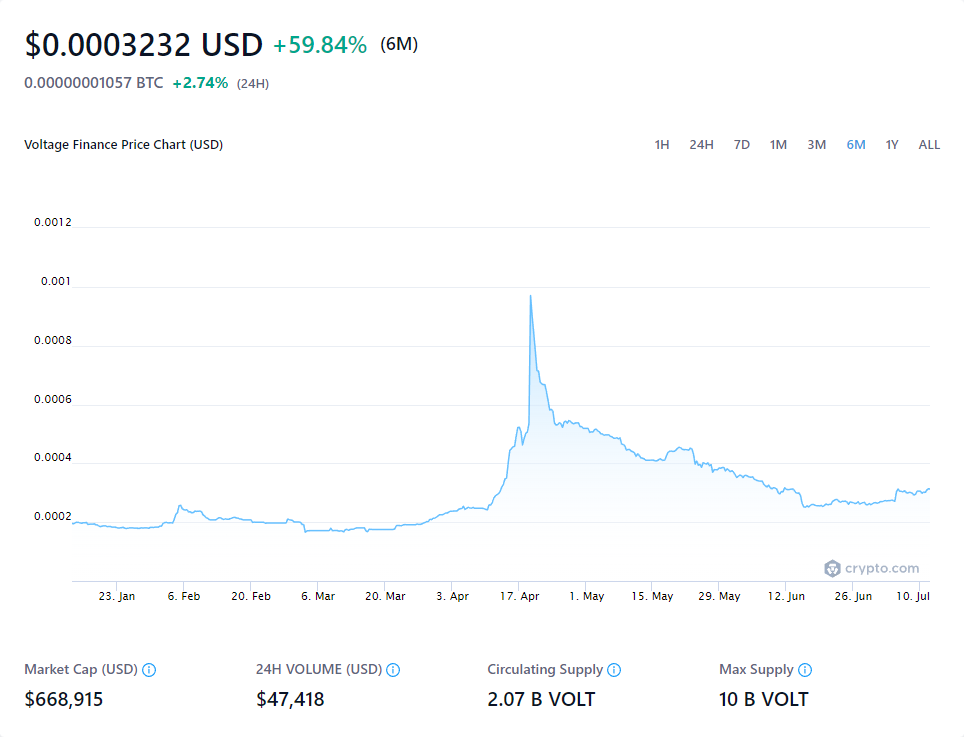 $0.0003232 USD +59.84% (6M)
0.00000001057 BTC +2.74% (24H)
Voltage Finance Price Chart (USD) 1H 24H 7D 1M 3M 6M 1Y ALL
0.0012
0.001
0.0008
0.0006
0.0004
0.0002
crypto.com
23. Jan 6. Feb 20. Feb 6. Mar 20. Mar 3. Apr 17. Apr 1. May 15. May 29. May 12. Jun 26. Jun 10. Jul
Market Cap (USD) 24H VOLUME (USD) Circulating Supply Max Supply
$668,915 $47,418 2.07 B VOLT 10 B VOLT